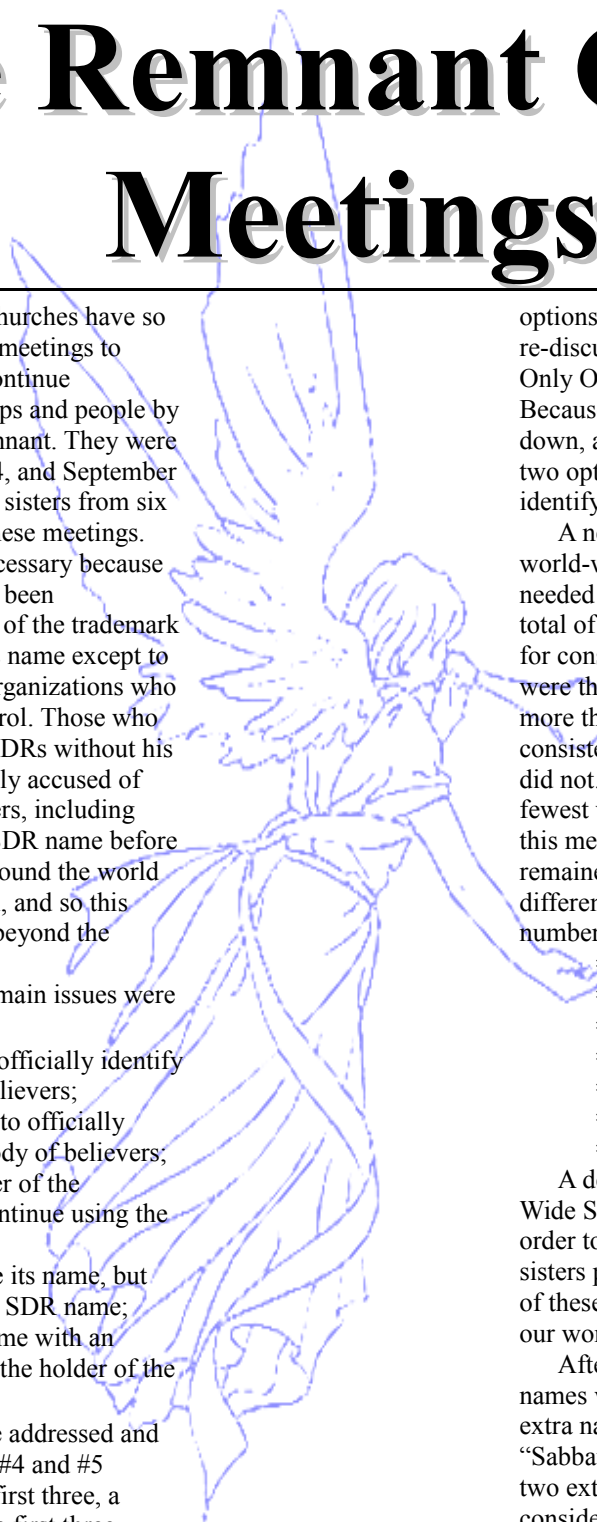 Remnant
Meetings
hurches have so
meetings to
ontinue
ps and people by
nnant. They were
4, and September
sisters from six
ese meetings.
cessary because
been
of the trademark
name except to
rganizations who
rol. Those who
DRs without his
ly accused of
ers, including
SDR name before
ound the world
, and so this
beyond the
main issues were
officially identify
lievers;
to officially
dy of believers;
er of the
ntinue using the
e its name, but
SDR name;
me with an
the holder of the
e addressed and
#4 and #5
first three, a
first three
options
re-discu
Only O
Becaus
down, a
two opt
identify
A ne
world-w
needed
total of
for cons
were th
more th
consiste
did not.
fewest
this me
remaine
differen
number
A de
Wide S
order to
sisters p
of these
our wor
Afte
names
extra na
“Sabba
two ext
conside